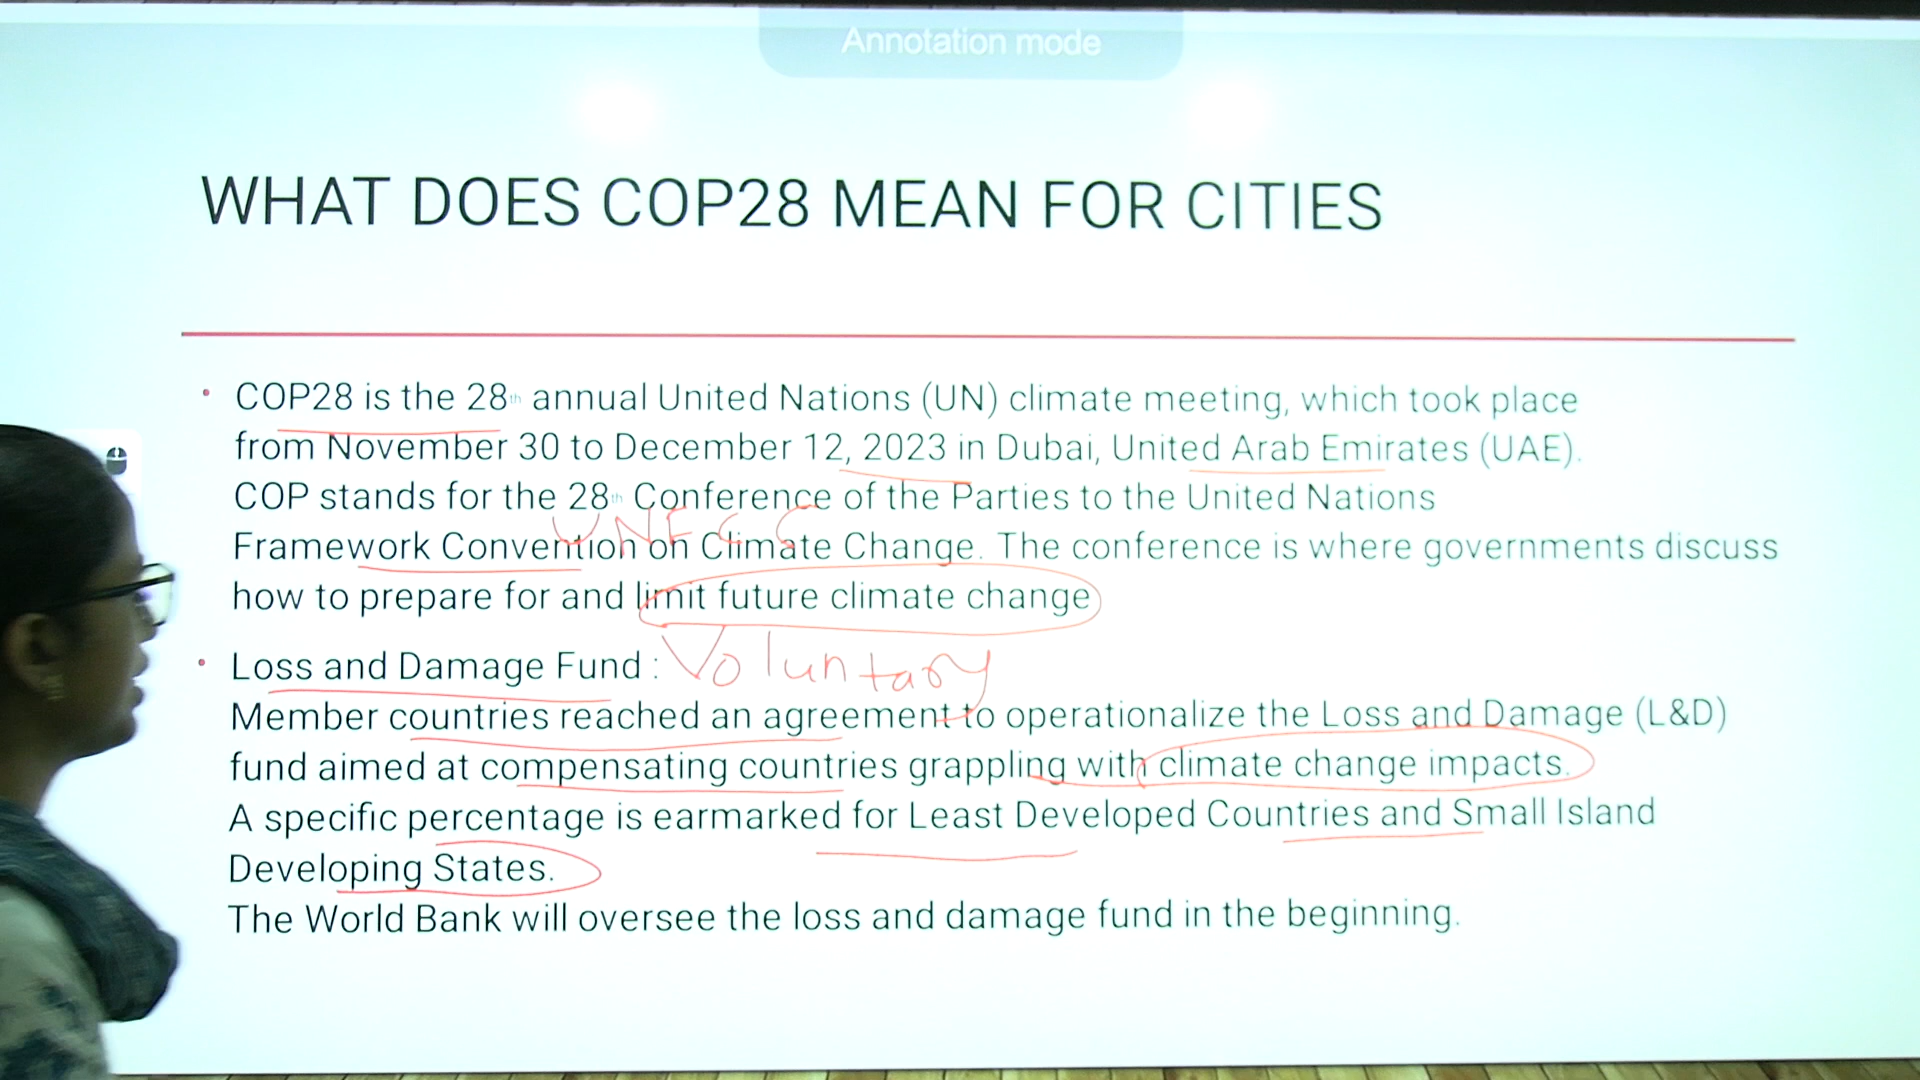 Annotation mode
WHAT DOES COP28 MEAN FOR CITIES
• COP28 is the 28th annual United Nations (UN) climate meeting, which took place
from November 30 to December 12, 2023 in Dubai, United Arab Emirates (UAE).
COP stands for the 28th Conference of the Parties to the United Nations
UNFCC
Framework Convention on Climate Change. The conference is where governments discuss
how to prepare for and limit future climate change
• Loss and Damage Fund : Voluntary
Member countries reached an agreement to operationalize the Loss and Damage (L&D)
fund aimed at compensating countries grappling with climate change impacts.
A specific percentage is earmarked for Least Developed Countries and Small Island
Developing States.
The World Bank will oversee the loss and damage fund in the beginning.